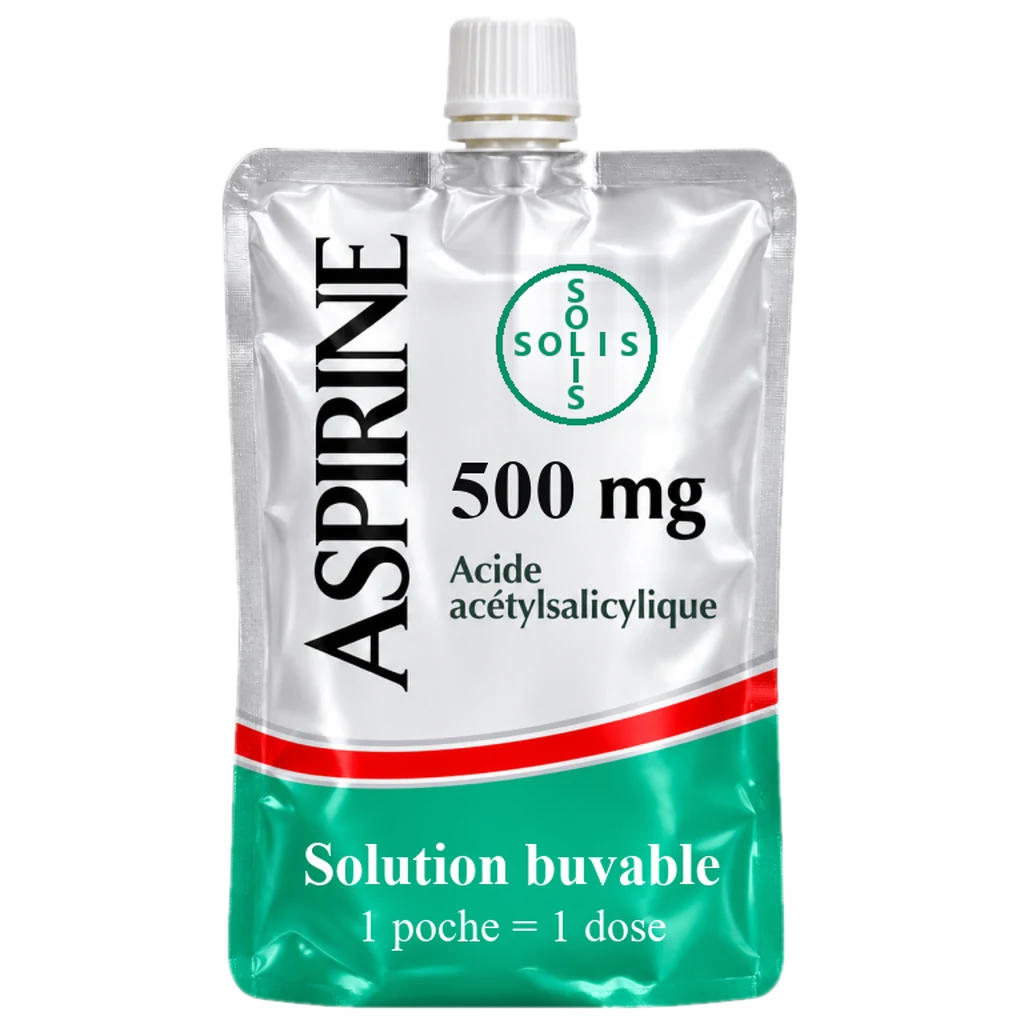 ASPIRINE
SOLIS
SOLIS
500 mg
Acide
acétylsalicylique
Solution buvable
1 poche = 1 dose